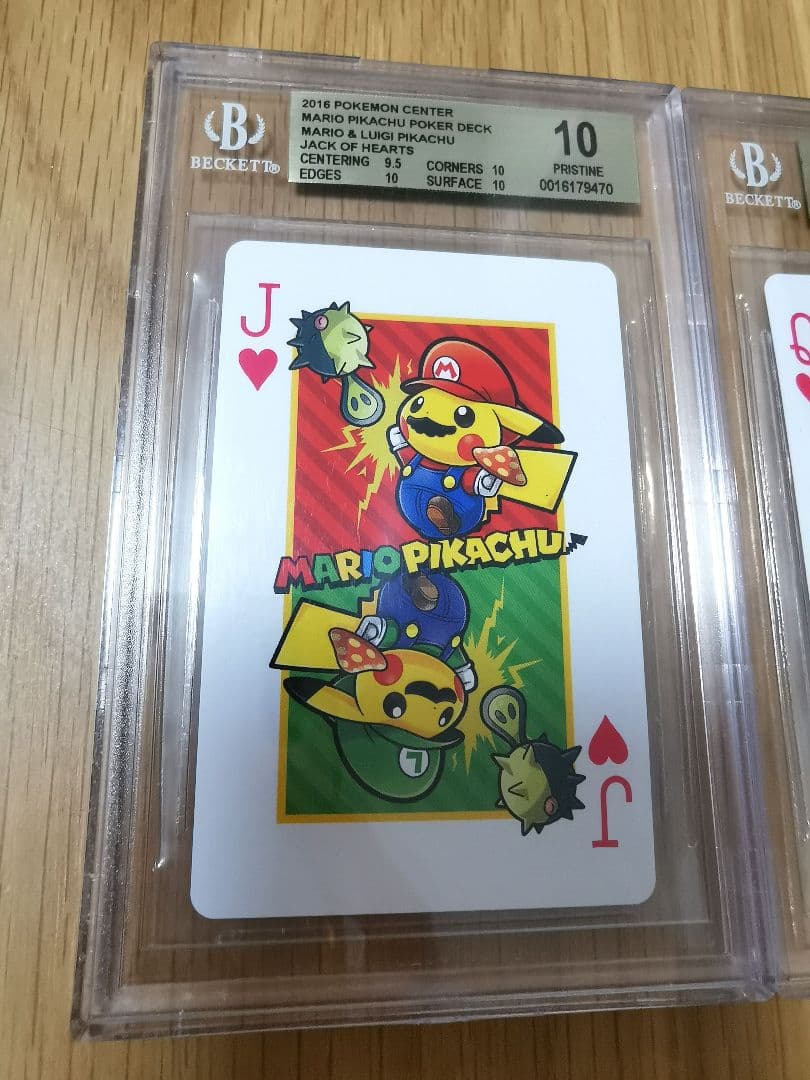 B
BECKETT®
2016 POKEMON CENTER
MARIO PIKACHU POKER DECK
MARIO & LUIGI PIKACHU
JACK OF HEARTS
CENTERING 9.5 CORNERS 10
EDGES 10 SURFACE 10
10
PRISTINE
0016179470
B
BECKETT®
J
M
MARIO PIKACHU
L
J